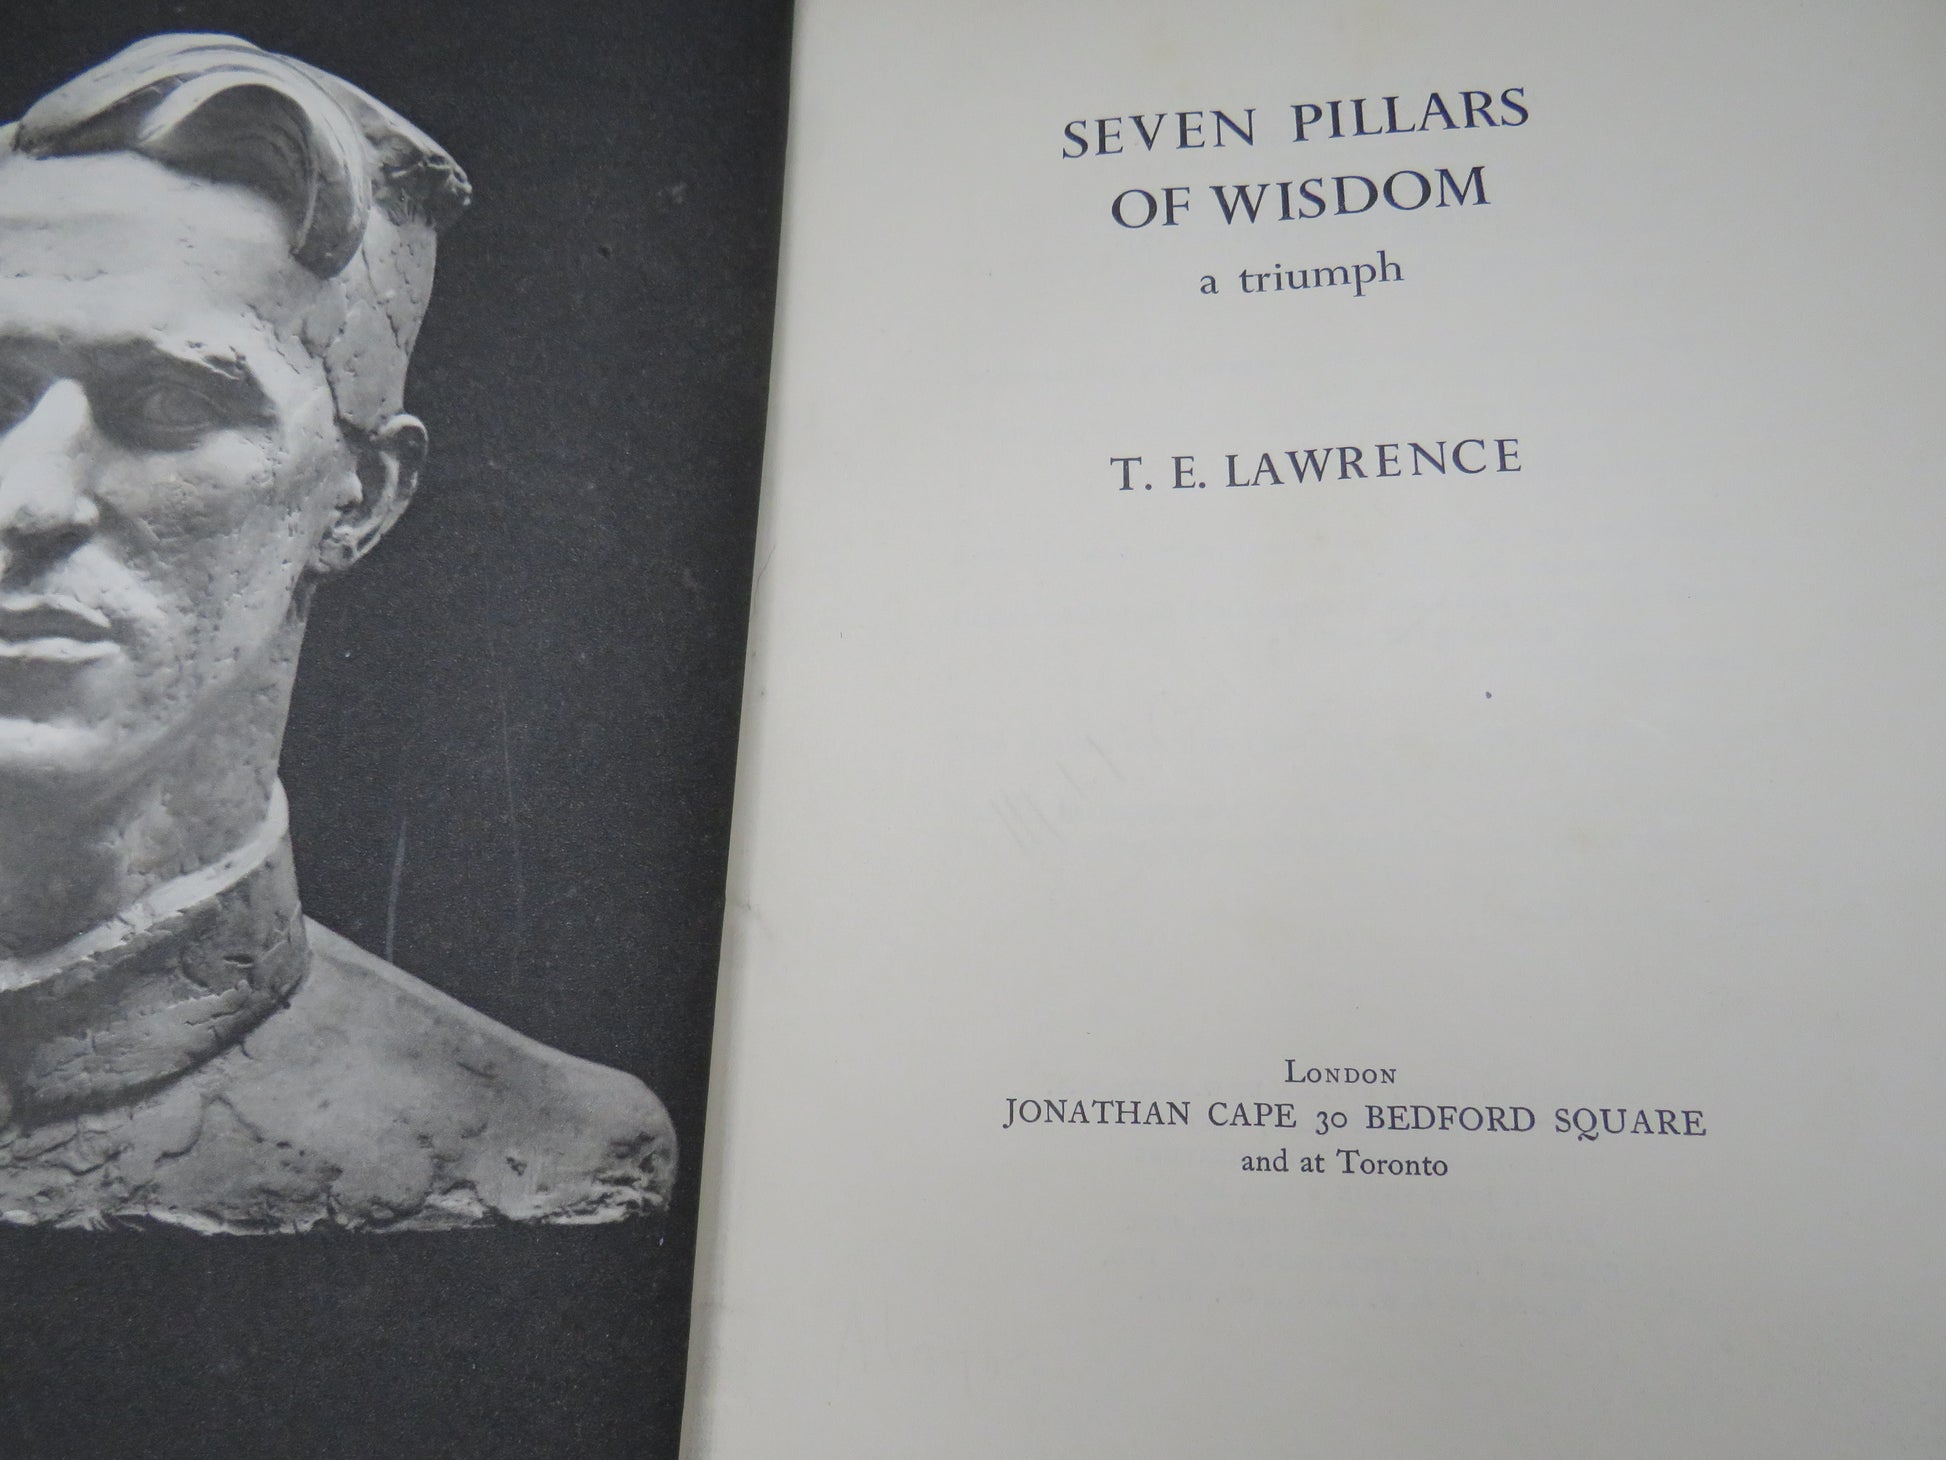 SEVEN PILLARS
OF WISDOM
a triumph
T. E. LAWRENCE
LONDON
JONATHAN CAPE 30 BEDFORD SQUARE
and at Toronto